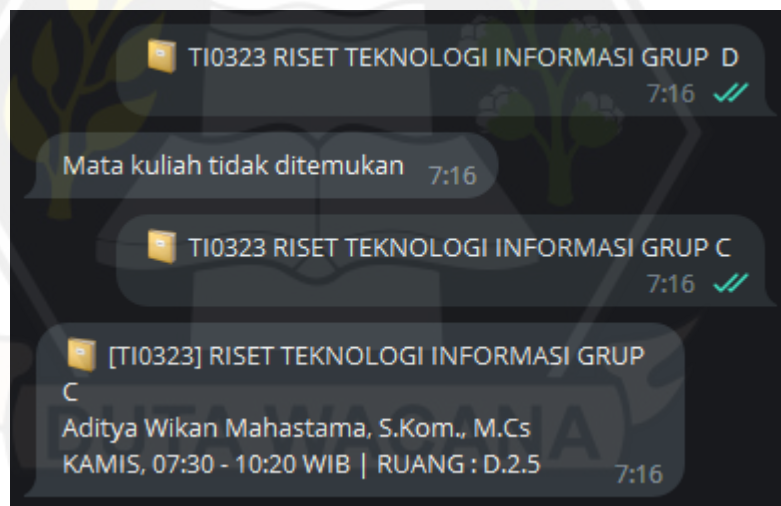 📒 TI0323 RISET TEKNOLOGI INFORMASI GRUP  D
7:16
Mata kuliah tidak ditemukan 7:16
📒 TI0323 RISET TEKNOLOGI INFORMASI GRUP C
7:16
📒 [TI0323] RISET TEKNOLOGI INFORMASI GRUP
C
Aditya Wikan Mahastama, S.Kom., M.Cs
KAMIS, 07:30 - 10:20 WIB | RUANG : D.2.5 7:16
DUTA WACANA